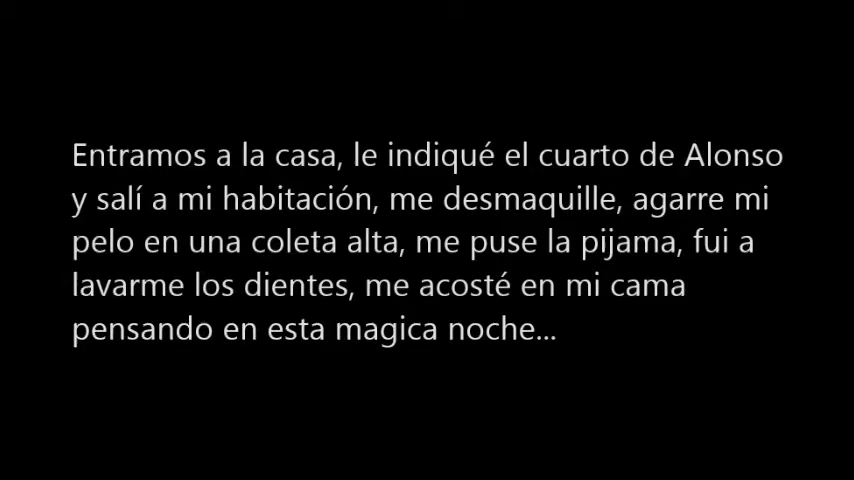 Entramos a la casa, le indiqué el cuarto de Alonso
y salí a mi habitación, me desmaquille, agarre mi
pelo en una coleta alta, me puse la pijama, fui a
lavarme los dientes, me acosté en mi cama
pensando en esta magica noche...